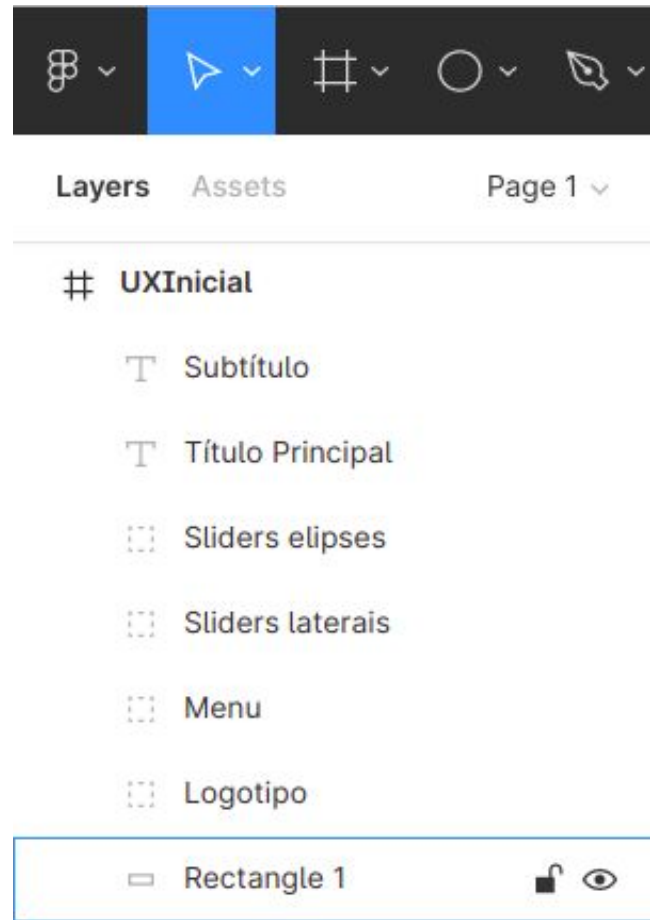 Layers Assets Page 1
UXInicial
Subtítulo
Título Principal
Sliders elipses
Sliders laterais
Menu
Logotipo
Rectangle 1